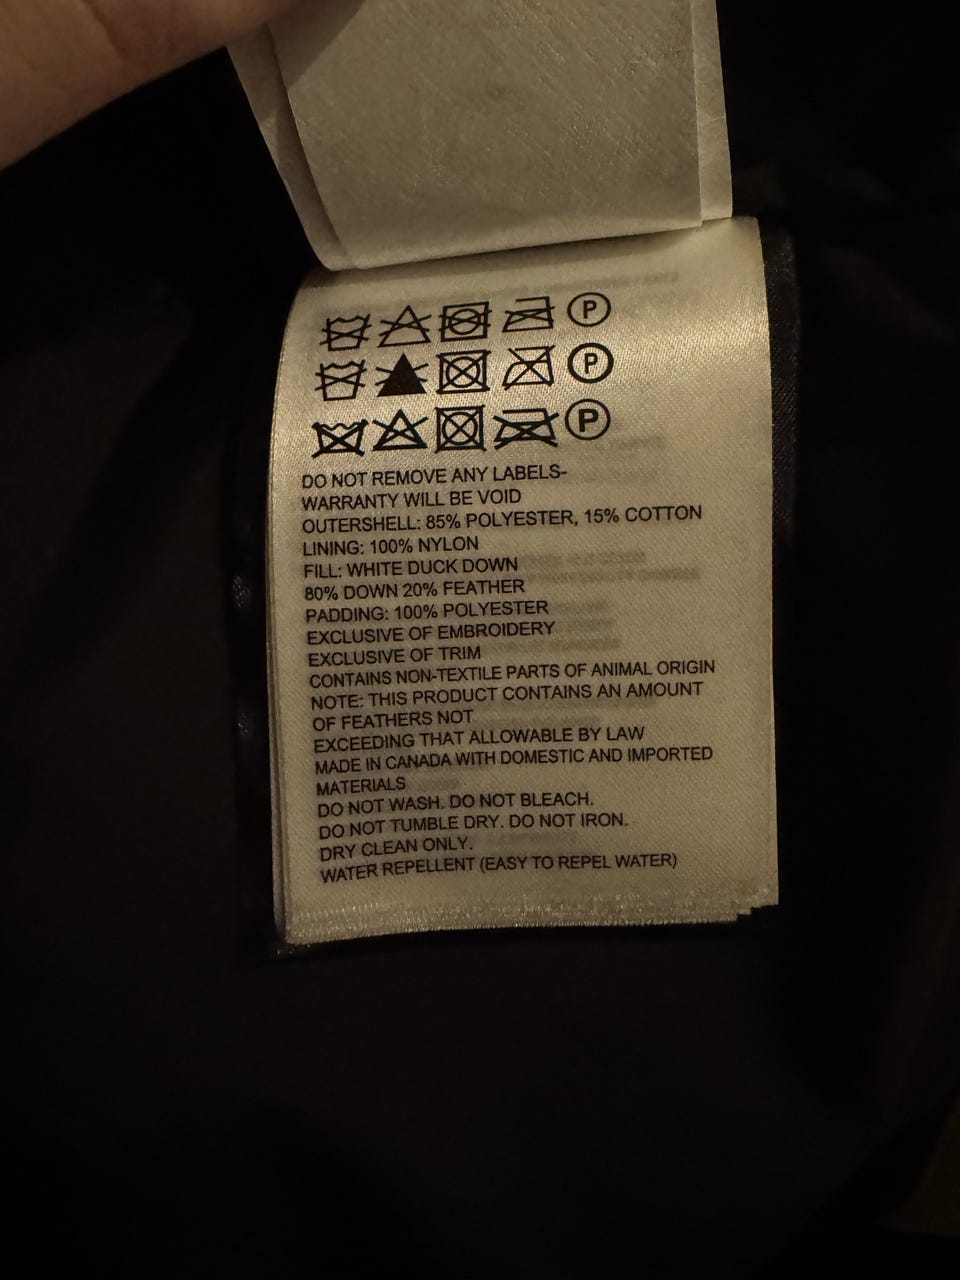 P
P
P
DO NOT REMOVE ANY LABELS-
WARRANTY WILL BE VOID
OUTERSHELL: 85% POLYESTER, 15% COTTON
LINING: 100% NYLON
FILL: WHITE DUCK DOWN
80% DOWN 20% FEATHER
PADDING: 100% POLYESTER
EXCLUSIVE OF EMBROIDERY
EXCLUSIVE OF TRIM
CONTAINS NON-TEXTILE PARTS OF ANIMAL ORIGIN
NOTE: THIS PRODUCT CONTAINS AN AMOUNT
OF FEATHERS NOT
EXCEEDING THAT ALLOWABLE BY LAW
MADE IN CANADA WITH DOMESTIC AND IMPORTED
MATERIALS
DO NOT WASH. DO NOT BLEACH.
DO NOT TUMBLE DRY. DO NOT IRON.
DRY CLEAN ONLY.
WATER REPELLENT (EASY TO REPEL WATER)